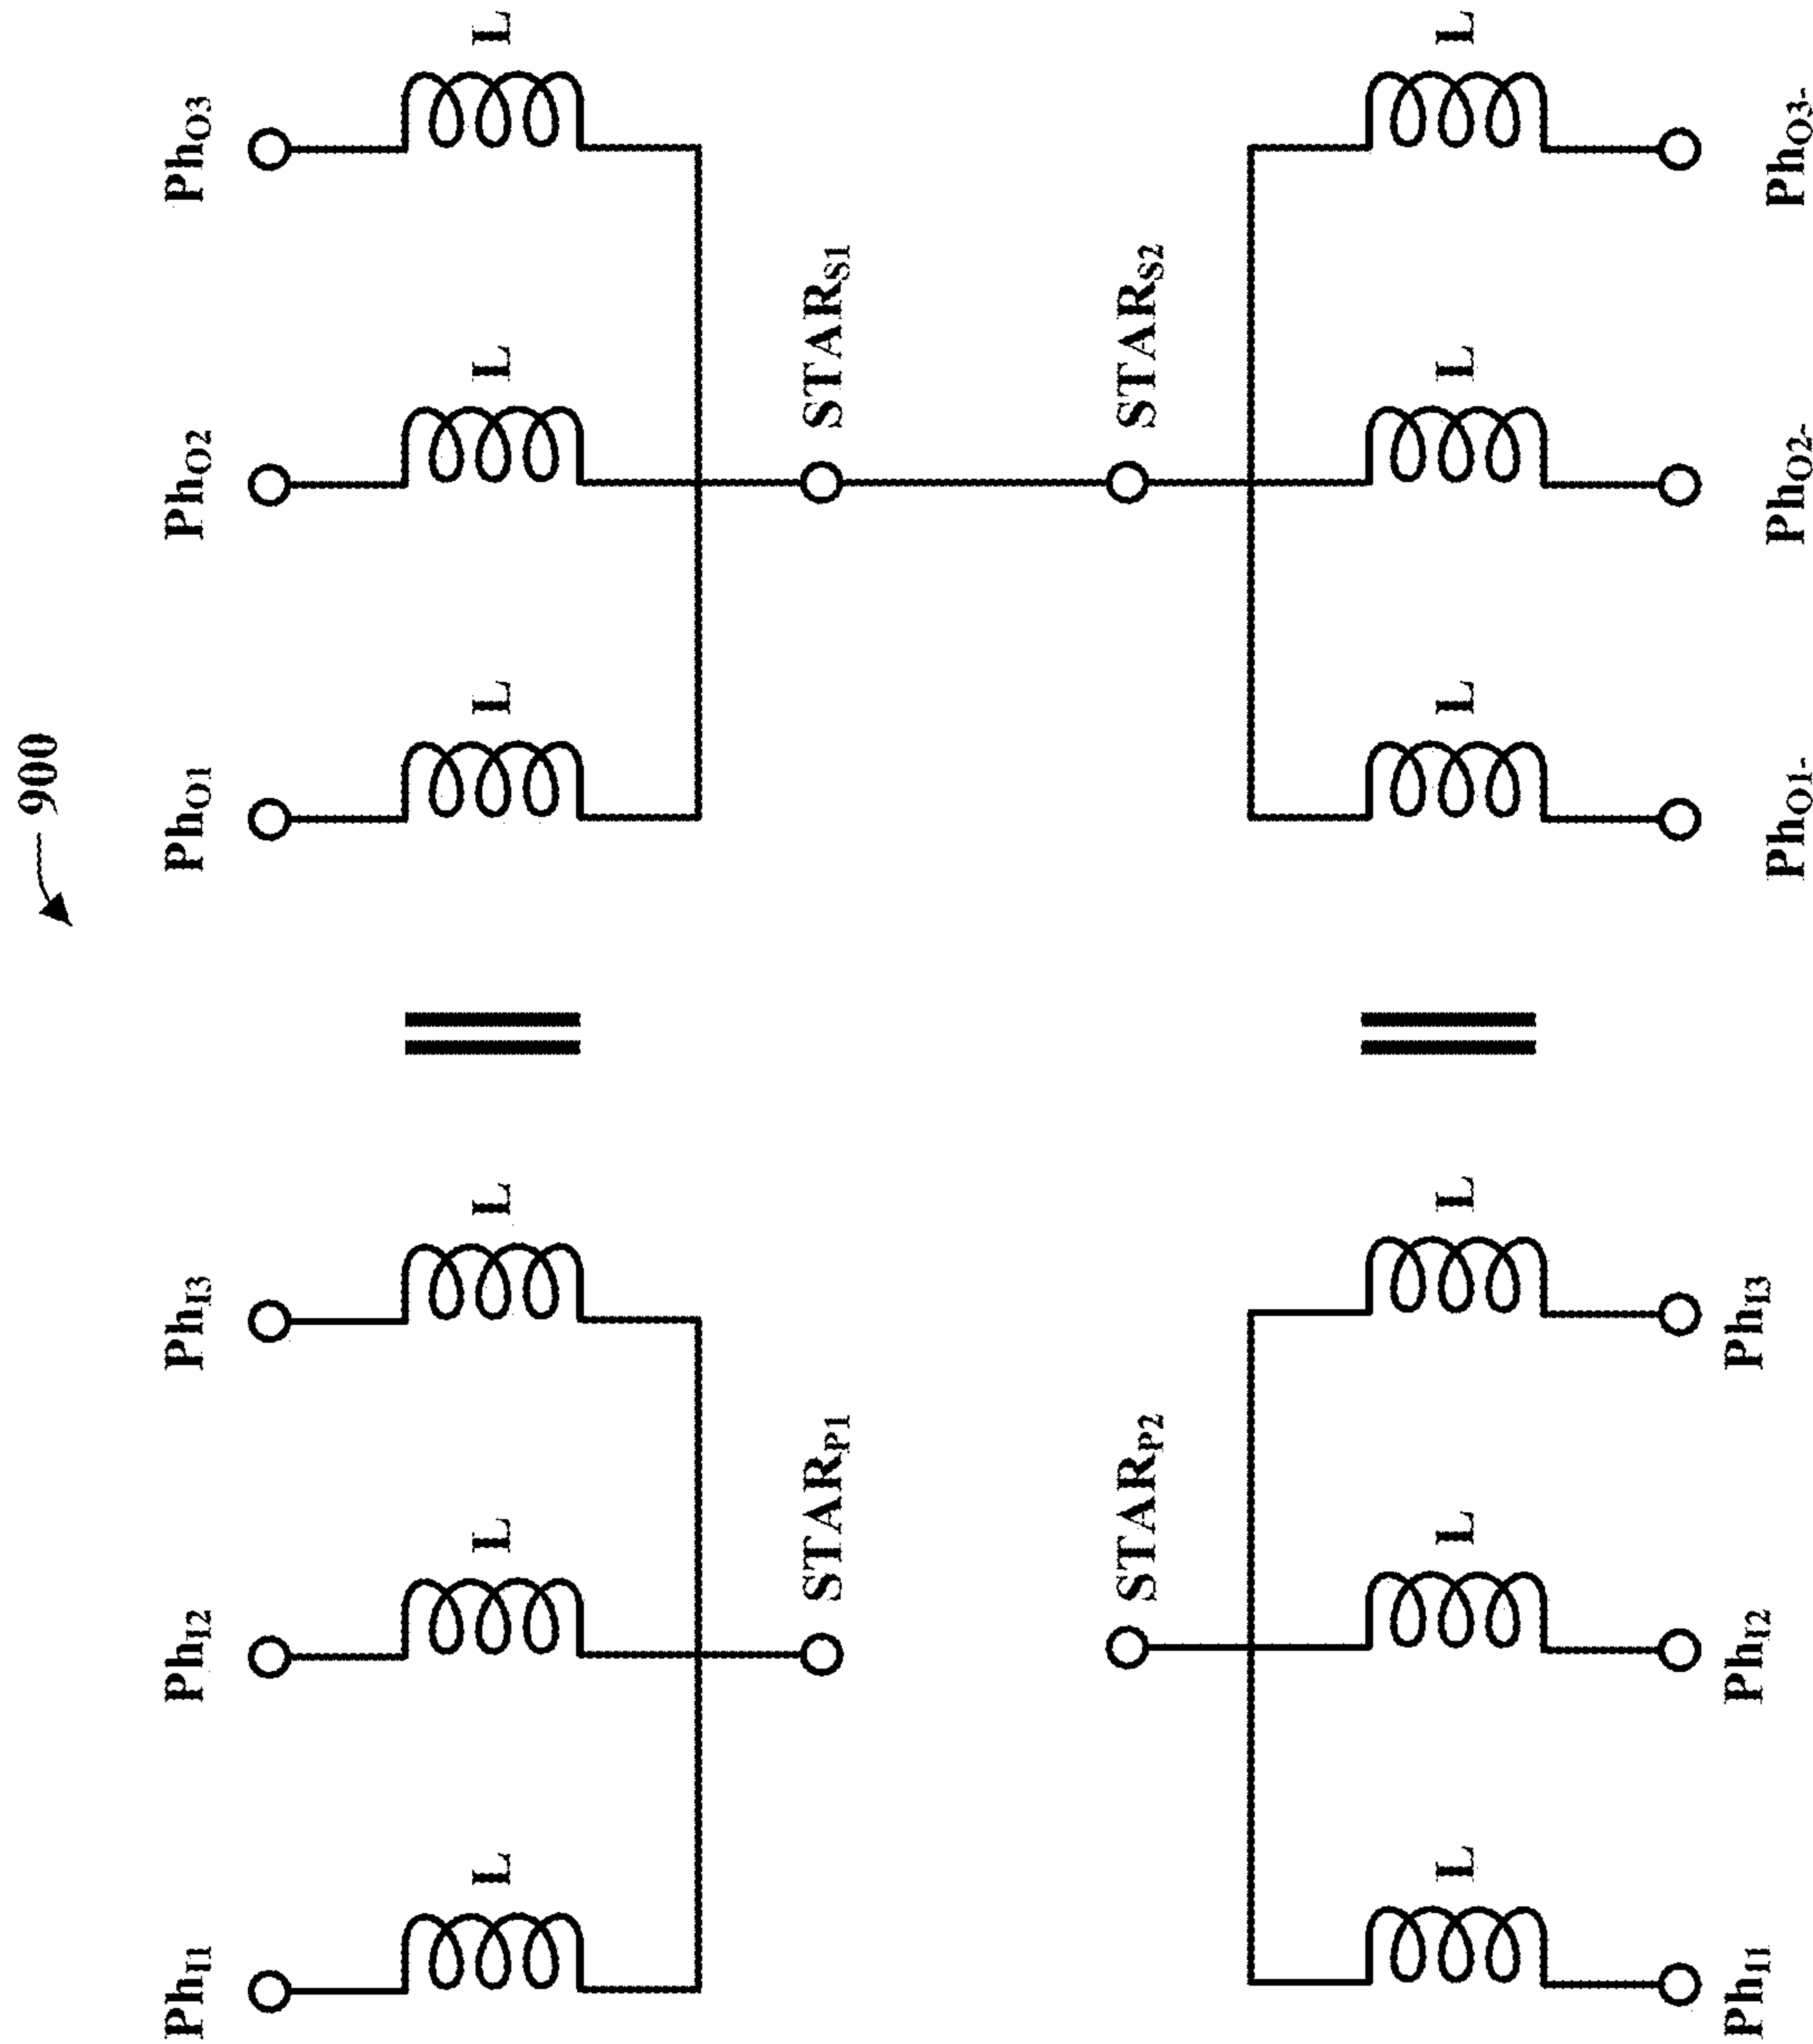 900
Ph_I1 Ph_I2 Ph_I3 Ph_O1 Ph_O2 Ph_O3
L L L L L L
STAR_P1 STAR_S1
STAR_P2 STAR_S2
L L L L L L
Ph_I1 Ph_I2 Ph_I3 Ph_O1- Ph_O2- Ph_O3-